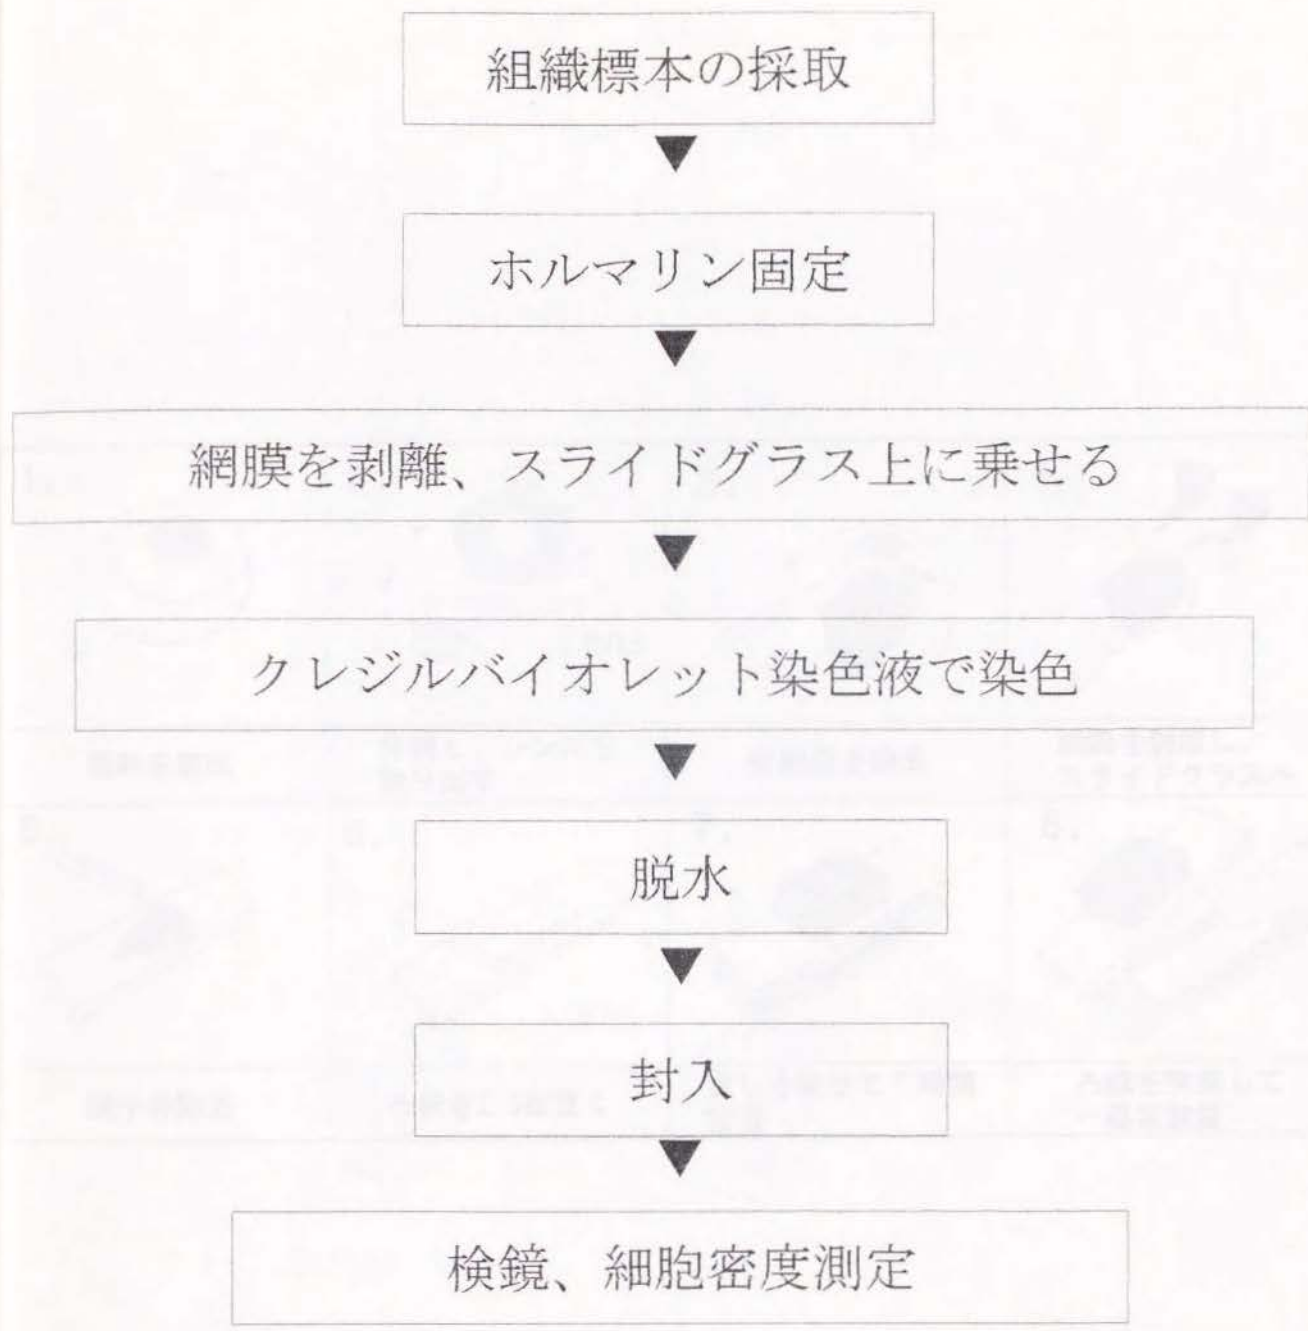 組織標本の採取
ホルマリン固定
網膜を剥離、スライドグラス上に乗せる
クレジルバイオレット染色液で染色
脱水
封入
検鏡、細胞密度測定